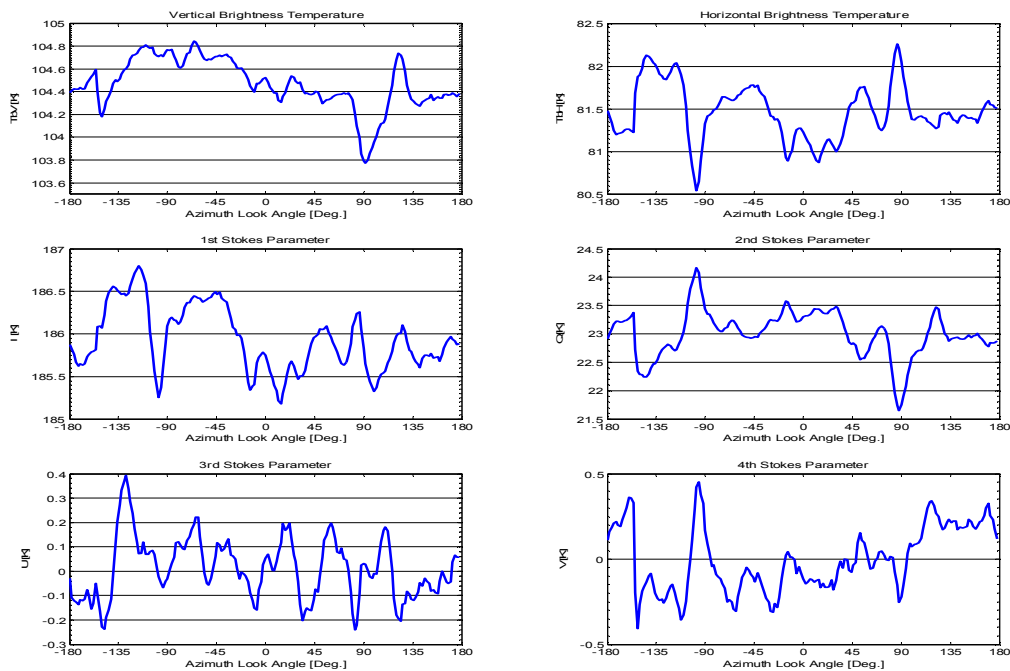 Vertical Brightness Temperature
105
104.8
104.6
104.4
104.2
104
103.8
103.6
TbV[K]
-180 -135 -90 -45 0 45 90 135 180
Azimuth Look Angle [Deg.]
Horizontal Brightness Temperature
82.5
82
81.5
81
80.5
TbH[K]
-180 -135 -90 -45 0 45 90 135 180
Azimuth Look Angle [Deg.]
1st Stokes Parameter
187
186.5
186
185.5
185
I [K]
-180 -135 -90 -45 0 45 90 135 180
Azimuth Look Angle [Deg.]
2nd Stokes Parameter
24.5
24
23.5
23
22.5
22
21.5
Q[K]
-180 -135 -90 -45 0 45 90 135 180
Azimuth Look Angle [Deg.]
3rd Stokes Parameter
0.4
0.3
0.2
0.1
0
-0.1
-0.2
-0.3
U[K]
-180 -135 -90 -45 0 45 90 135 180
Azimuth Look Angle [Deg.]
4th Stokes Parameter
0.5
0
-0.5
V[K]
-180 -135 -90 -45 0 45 90 135 180
Azimuth Look Angle [Deg.]